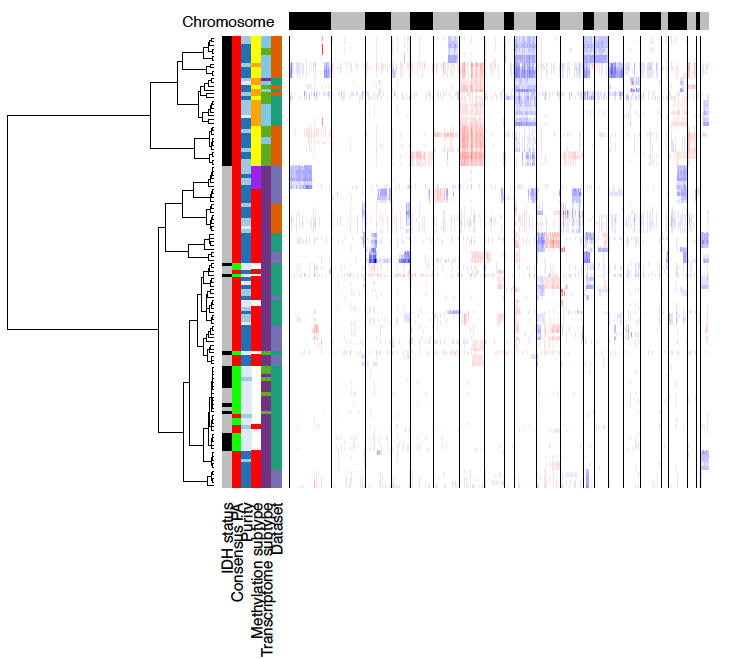 Chromosome
IDH status
Consensus PA
Purity
Methylation subtype
Transcriptome subtype
Dataset